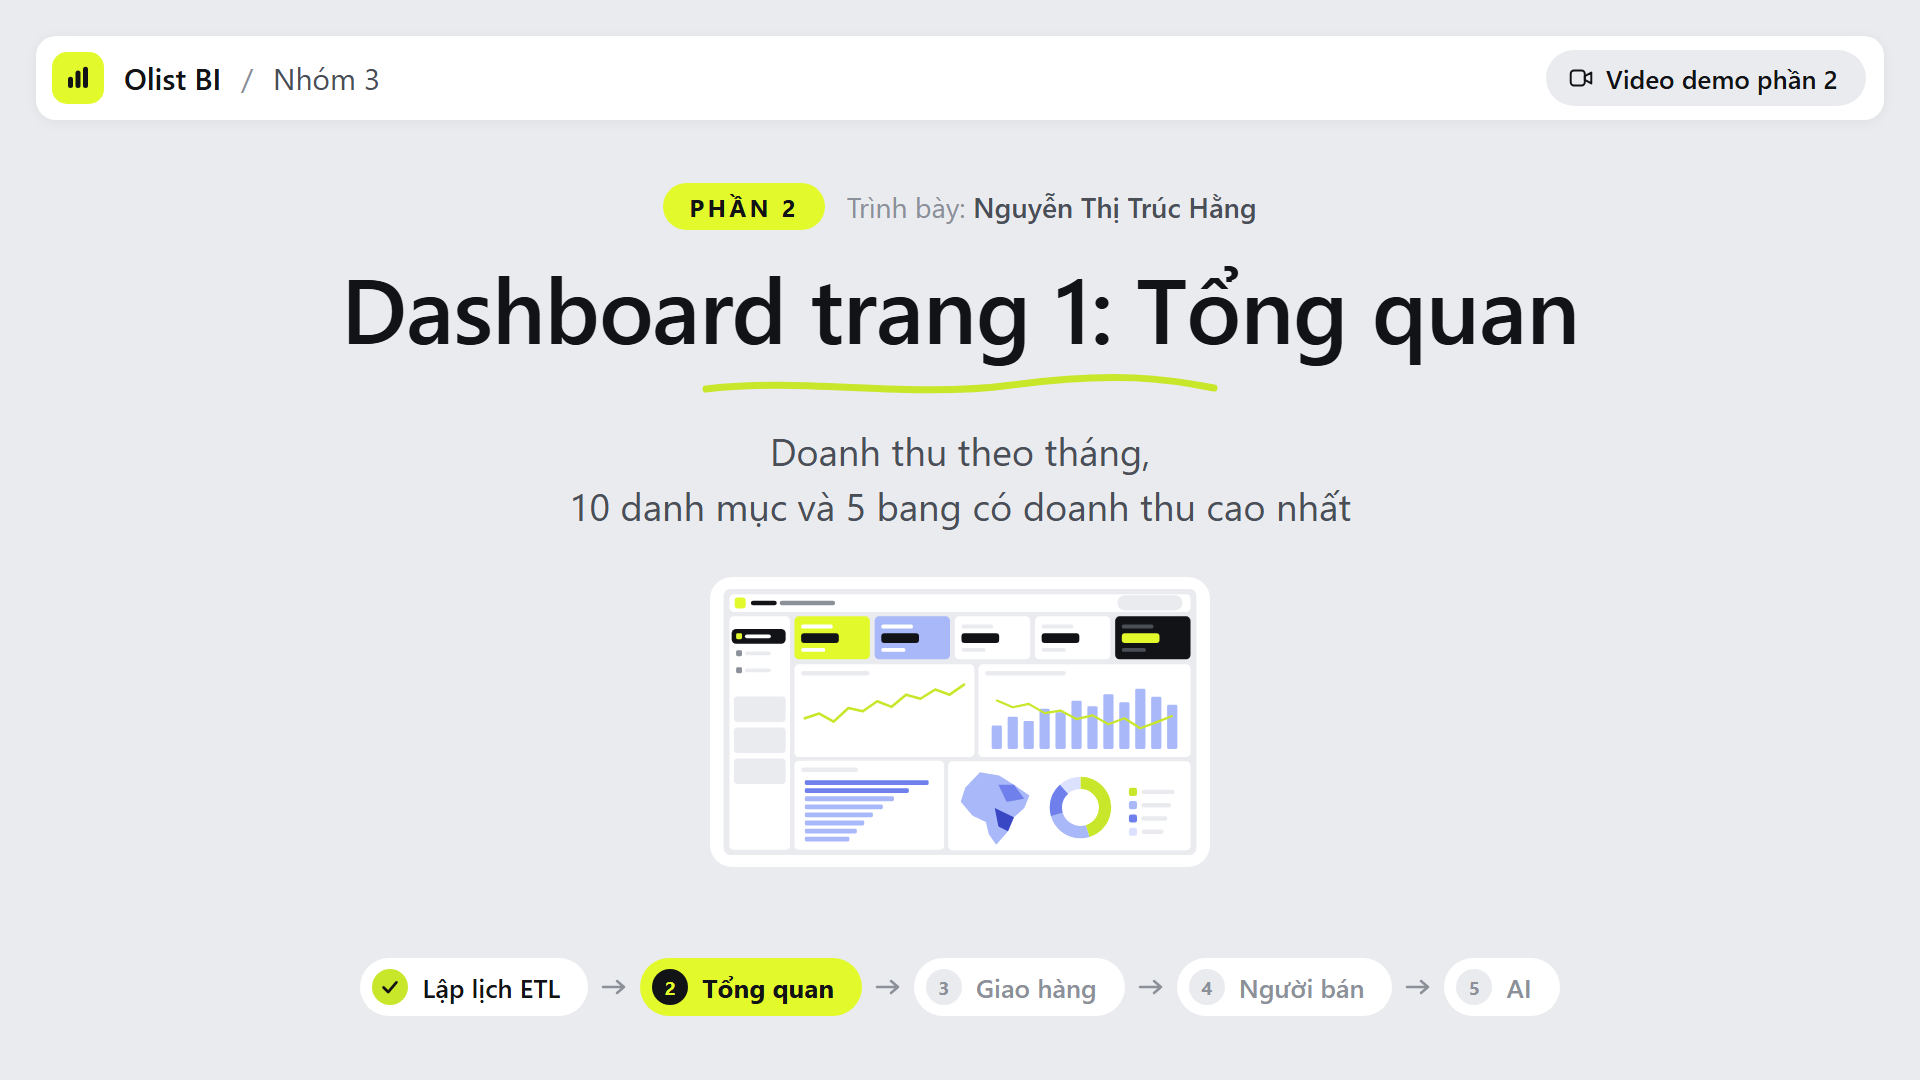 Olist BI / Nhóm 3
Video demo phần 2
PHẦN 2 Trình bày: Nguyễn Thị Trúc Hằng
Dashboard trang 1: Tổng quan
Doanh thu theo tháng,
10 danh mục và 5 bang có doanh thu cao nhất
Lập lịch ETL → 2 Tổng quan → 3 Giao hàng → 4 Người bán → 5 AI